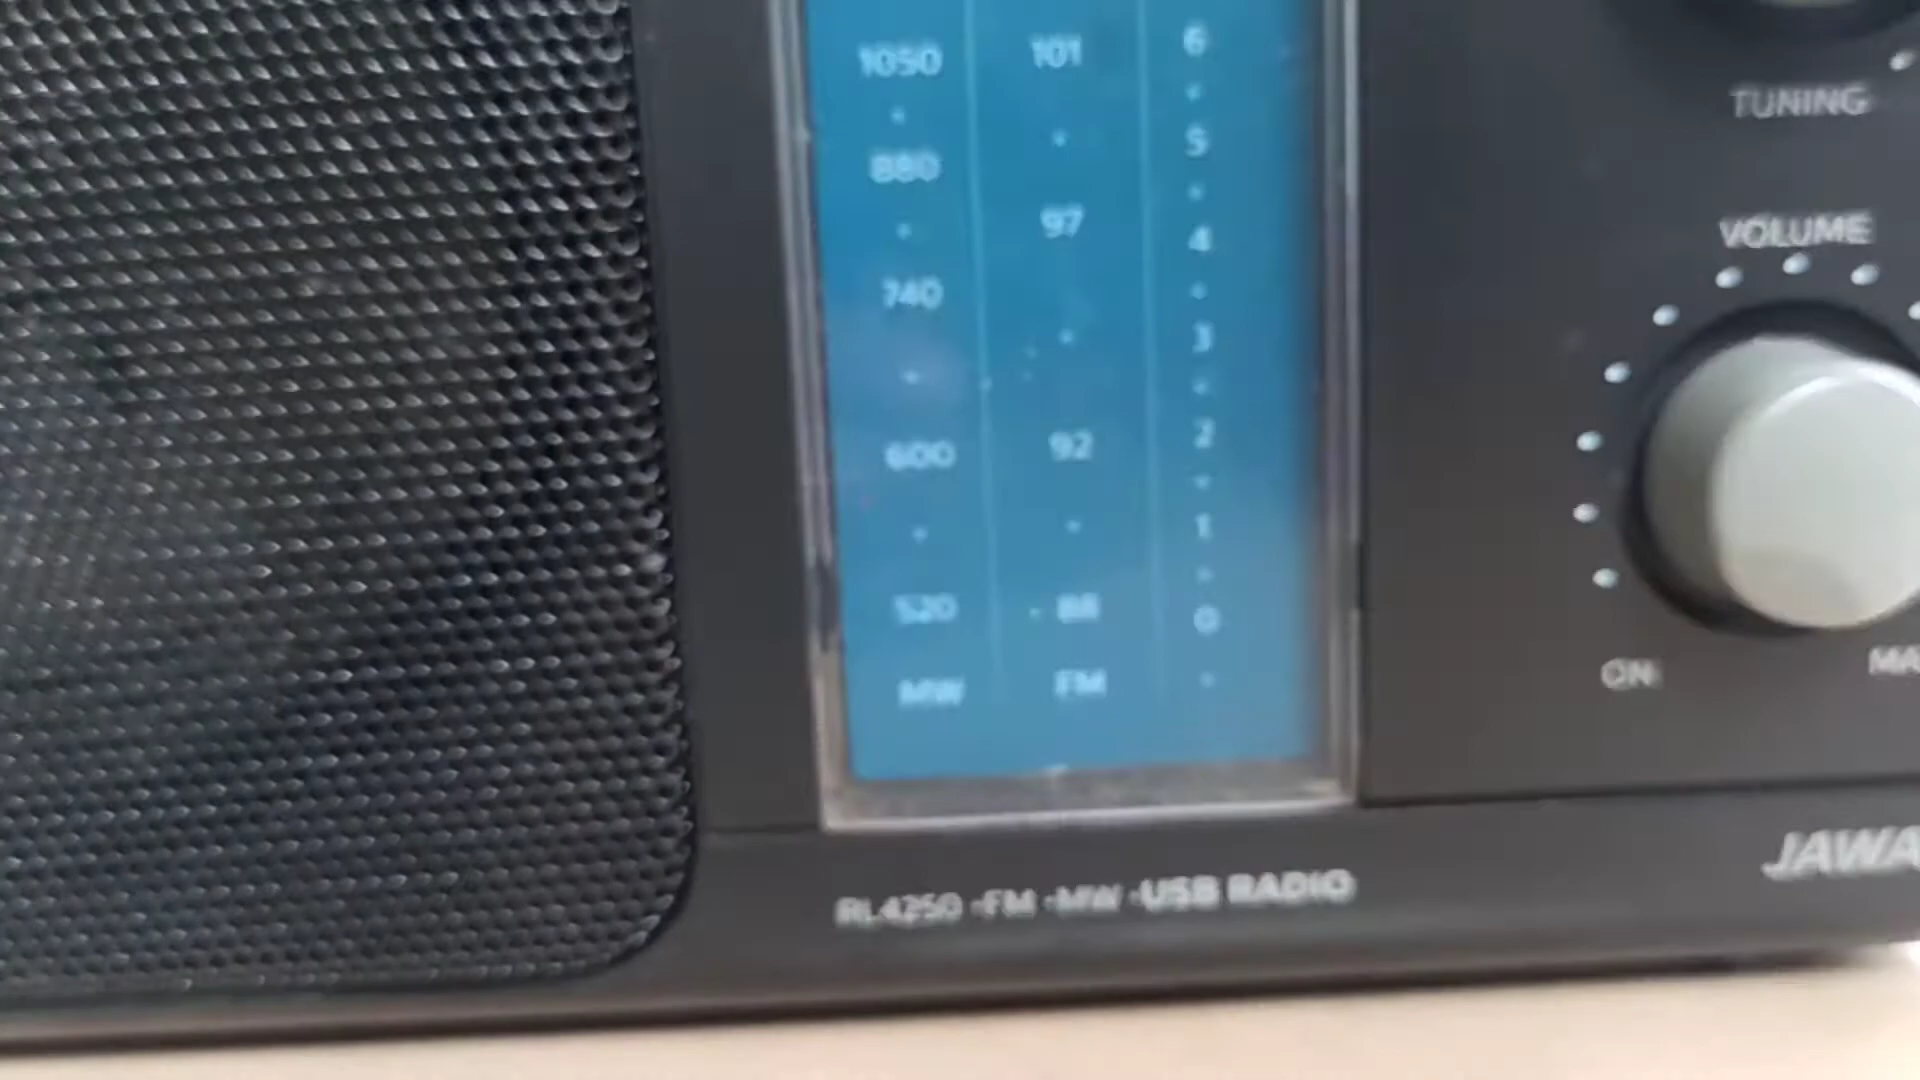 1050 101 6
5
880
97 4
740
3
600 92 2
1
520 88 0
MW FM
TUNING
VOLUME
ON
RL4250 •FM •MW •USB RADIO